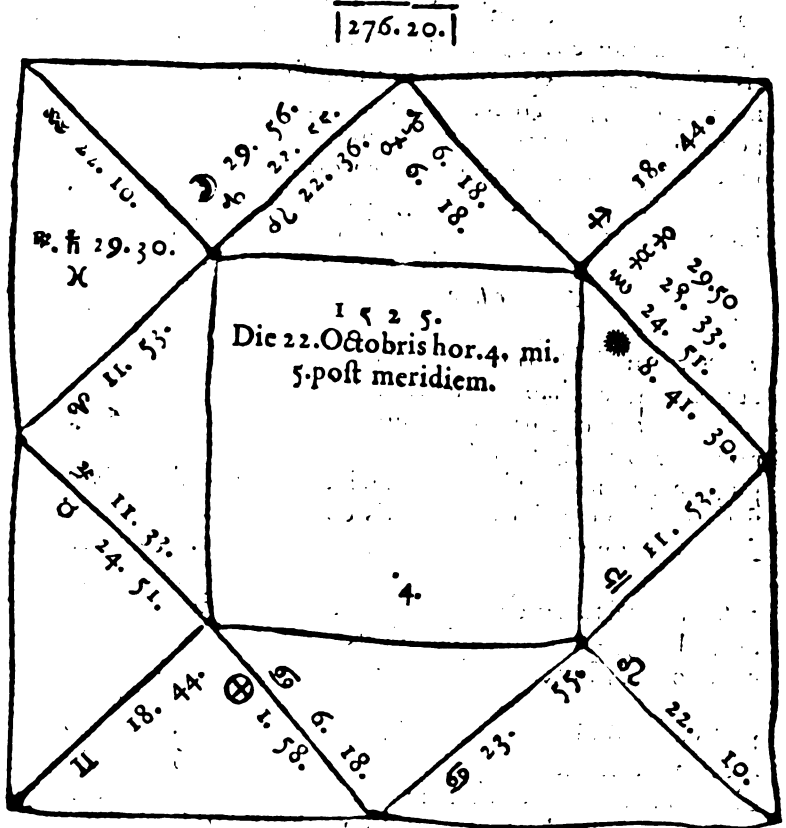 276.20.
☽ 29. 56.
♌ 22. 36.
6. 18.
6. 18.
♐ 18. 44.
10.
♄ 29.30.
♓
♈ 11. 53.
29.50
33.
♏ 24. 51.
8. 41. 30.
1525.
Die 22.Octobris hor.4. mi.
5.post meridiem.
11. 33.
♉ 24. 51.
♎ 11. 53.
4.
♊ 18. 44.
⊕ 1. 58.
♋ 6. 18.
♋ 23. 55.
♌ 22. 10.